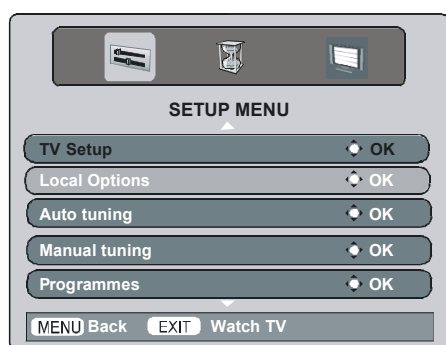 SETUP MENU
TV Setup OK
Local Options OK
Auto tuning OK
Manual tuning OK
Programmes OK
MENU Back EXIT Watch TV